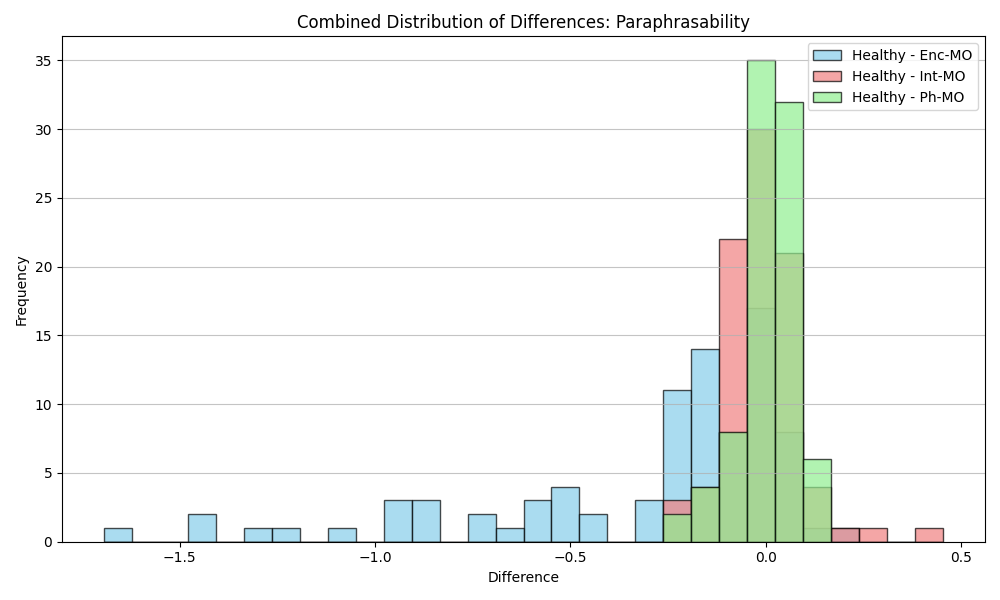 Combined Distribution of Differences: Paraphrasability
Healthy - Enc-MO
Healthy - Int-MO
Healthy - Ph-MO
Frequency
35
30
25
20
15
10
5
0
−1.5
−1.0
−0.5
0.0
0.5
Difference